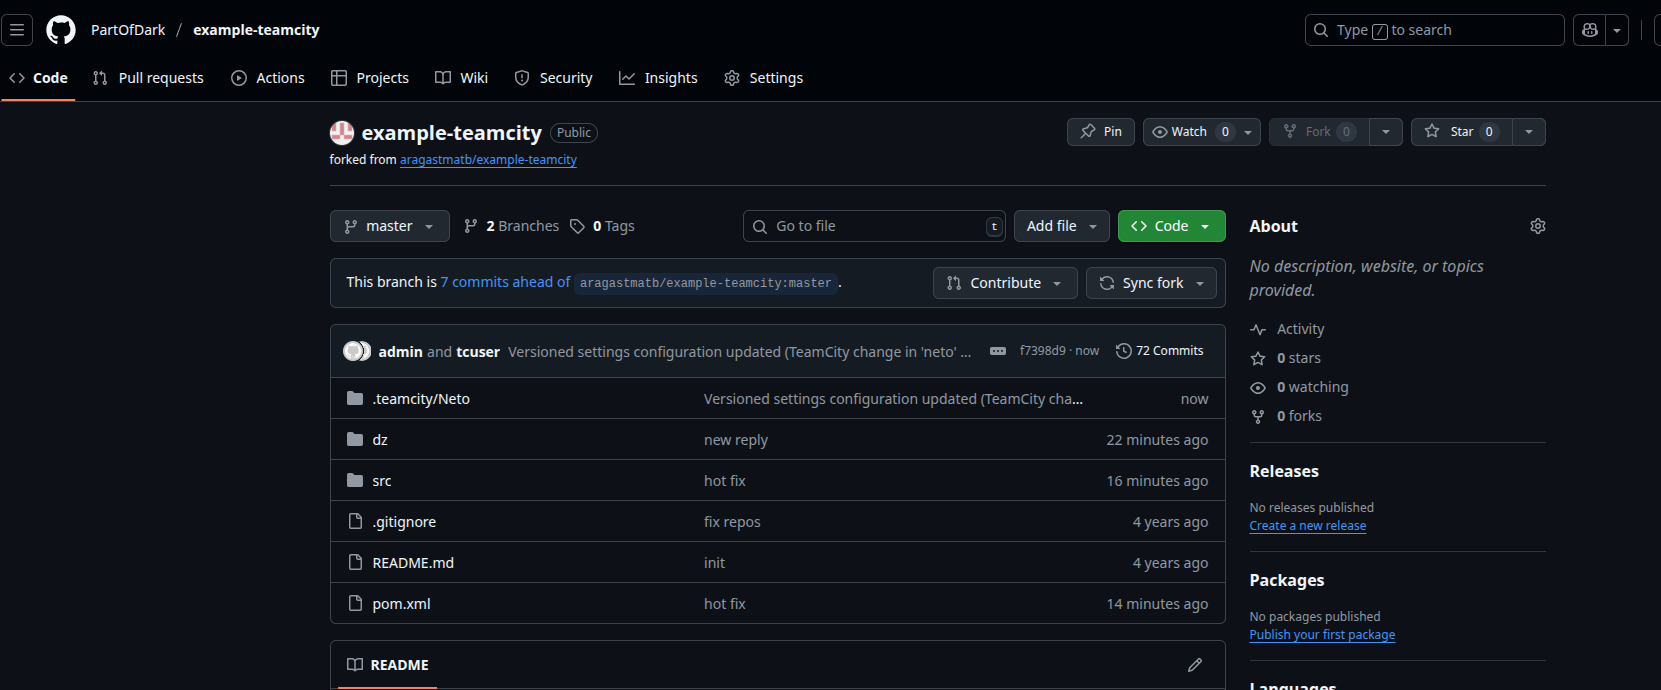 PartOfDark / example-teamcity
Type / to search
Code Pull requests Actions Projects Wiki Security Insights Settings
example-teamcity Public
Pin Watch 0 Fork 0 Star 0
forked from aragastmatb/example-teamcity
master 2 Branches 0 Tags
Go to file t Add file Code
This branch is 7 commits ahead of aragastmatb/example-teamcity:master .
Contribute Sync fork
admin and tcuser Versioned settings configuration updated (TeamCity change in 'neto' ... f7398d9 · now 72 Commits
.teamcity/Neto Versioned settings configuration updated (TeamCity cha... now
dz new reply 22 minutes ago
src hot fix 16 minutes ago
.gitignore fix repos 4 years ago
README.md init 4 years ago
pom.xml hot fix 14 minutes ago
README
About
No description, website, or topics
provided.
Activity
0 stars
0 watching
0 forks
Releases
No releases published
Create a new release
Packages
No packages published
Publish your first package
Languages